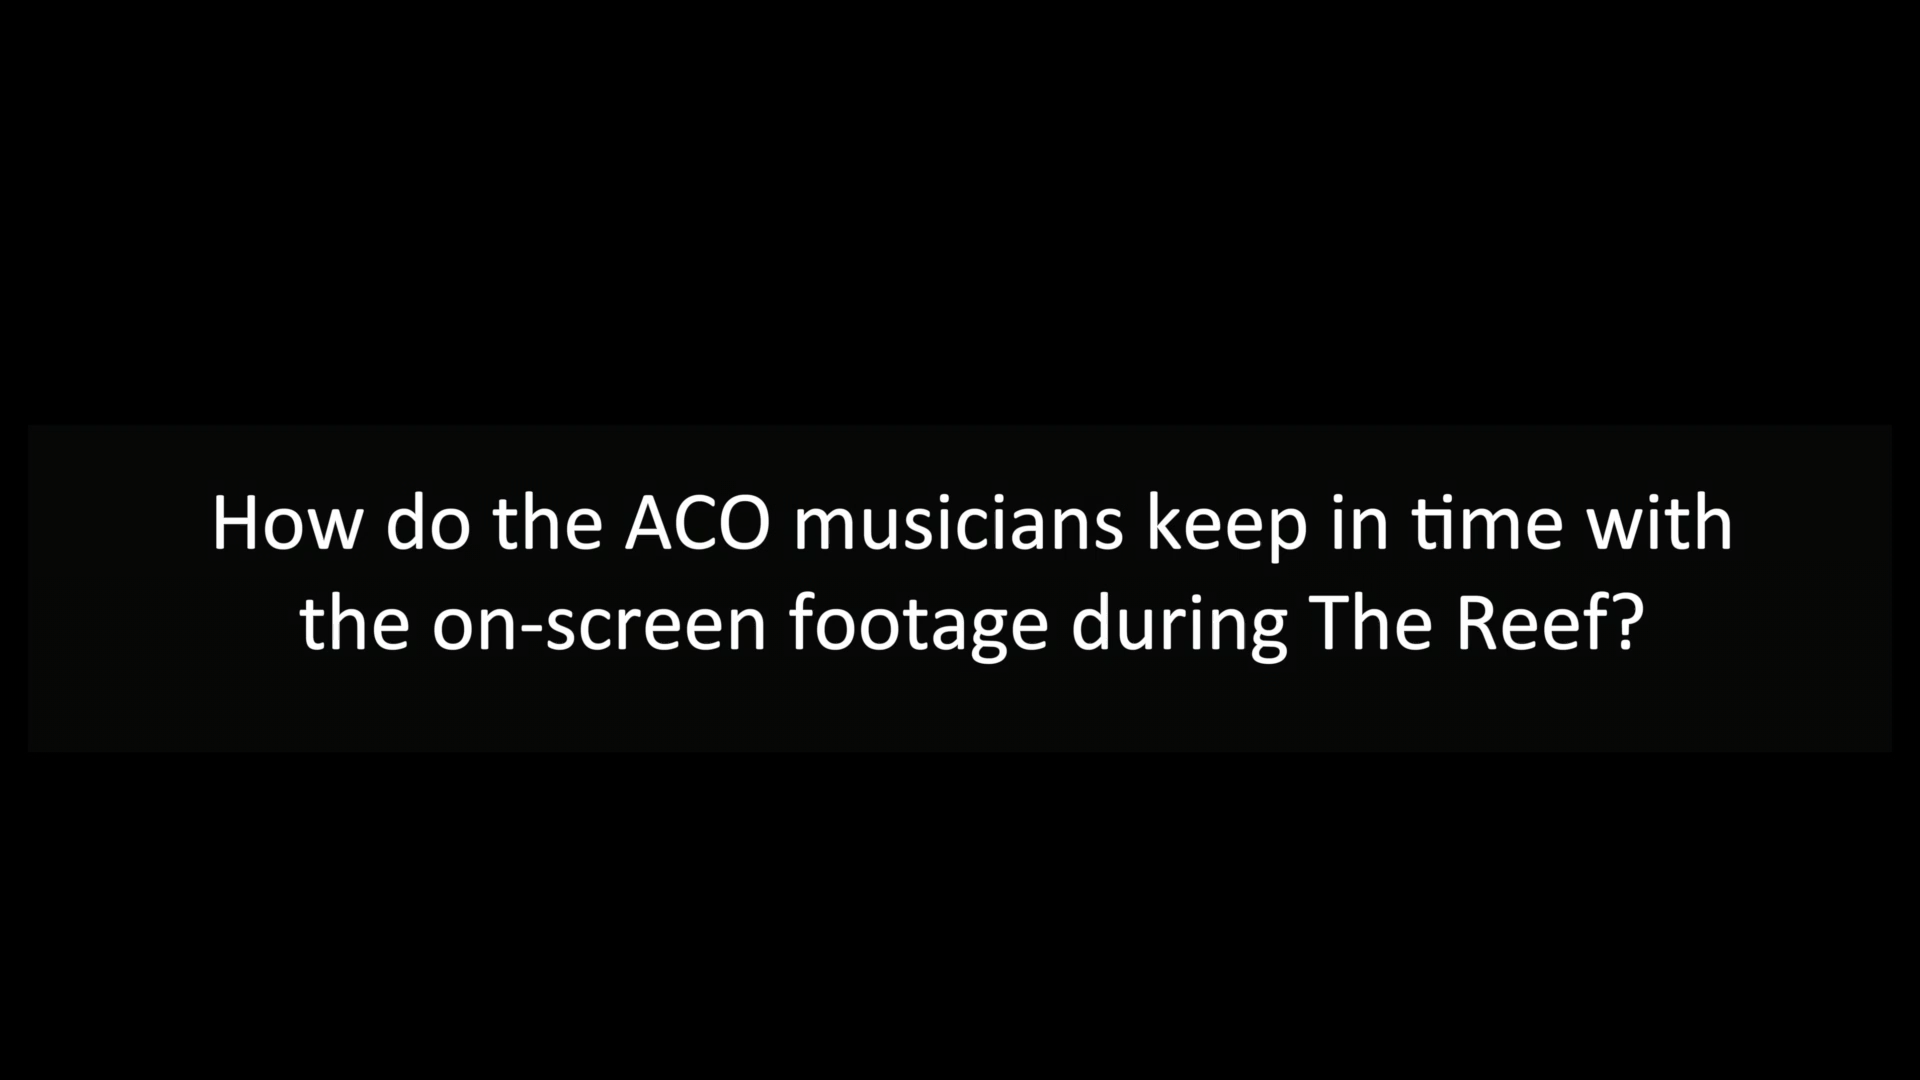 How do the ACO musicians keep in time with
the on-screen footage during The Reef?